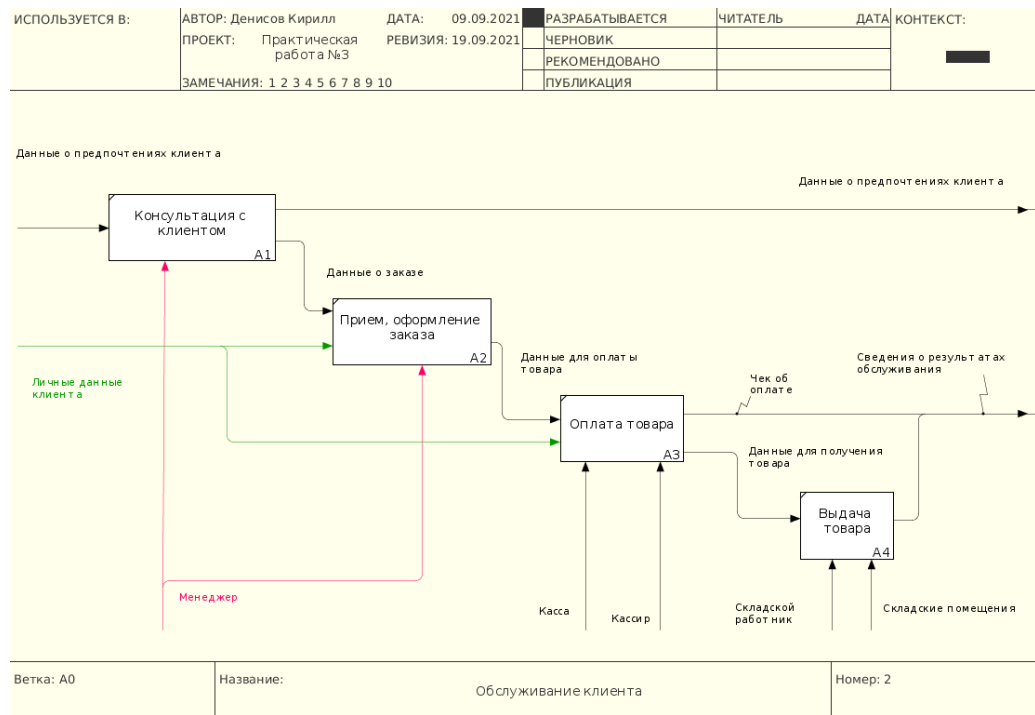 ИСПОЛЬЗУЕТСЯ В:
АВТОР: Денисов Кирилл
ДАТА: 09.09.2021
РАЗРАБАТЫВАЕТСЯ
ЧИТАТЕЛЬ
ДАТА
КОНТЕКСТ:
ПРОЕКТ: Практическая
работа №3
РЕВИЗИЯ: 19.09.2021
ЧЕРНОВИК
РЕКОМЕНДОВАНО
ЗАМЕЧАНИЯ: 1 2 3 4 5 6 7 8 9 10
ПУБЛИКАЦИЯ
Данные о предпочтениях клиента
Данные о предпочтениях клиента
Консультация с
клиентом
A1
Данные о заказе
Прием, оформление
заказа
A2
Личные данные
клиента
Данные для оплаты
товара
Чек об
оплате
Сведения о результатах
обслуживания
Оплата товара
A3
Данные для получения
товара
Выдача
товара
A4
Менеджер
Касса
Кассир
Складской
работник
Складские помещения
Ветка: A0
Название:
Обслуживание клиента
Номер: 2